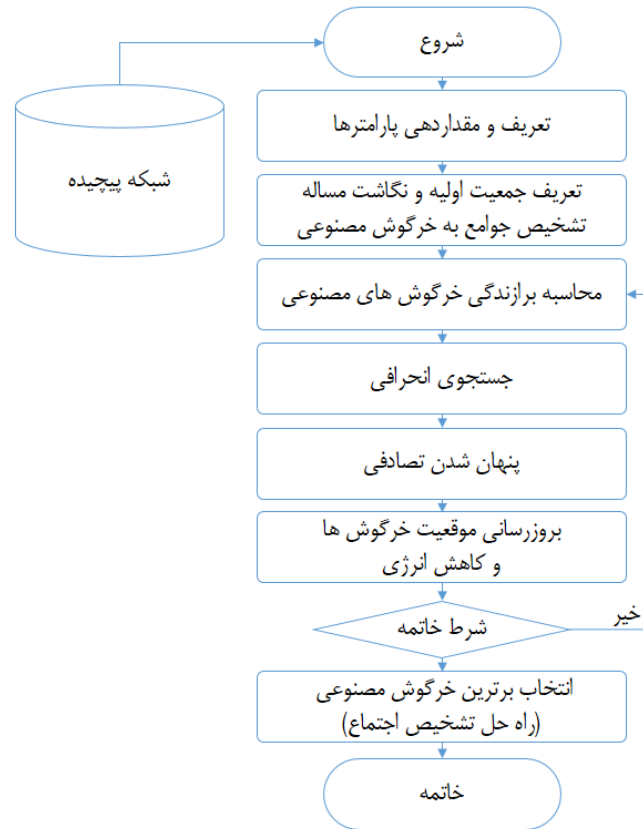 شروع
شبکه پیچیده
تعریف و مقداردهی پارامترها
تعریف جمعیت اولیه و نگاشت مساله
تشخیص جوامع به خرگوش مصنوعی
محاسبه برازندگی خرگوش های مصنوعی
جستجوی انحرافی
پنهان شدن تصادفی
بروزرسانی موقعیت خرگوش ها
و کاهش انرژی
شرط خاتمه
خیر
انتخاب برترین خرگوش مصنوعی
(راه حل تشخیص اجتماع)
خاتمه